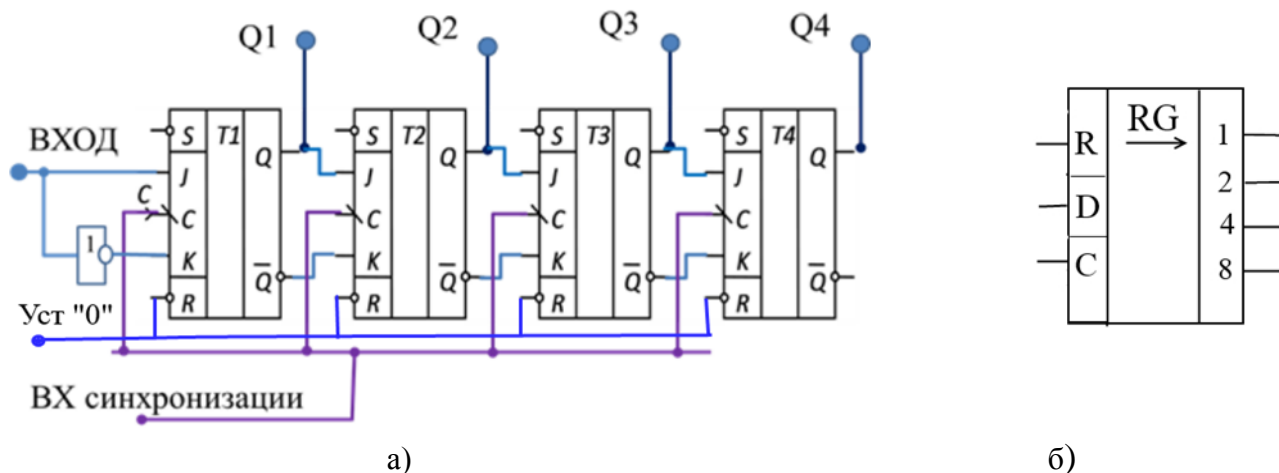 Q1 Q2 Q3 Q4
ВХОД
S T1 Q J C C K Q R
S T2 Q J C K Q R
S T3 Q J C K Q R
S T4 Q J C K Q R
1
Уст "0"
ВХ синхронизации
а)
RG
R D C
1
2
4
8
б)